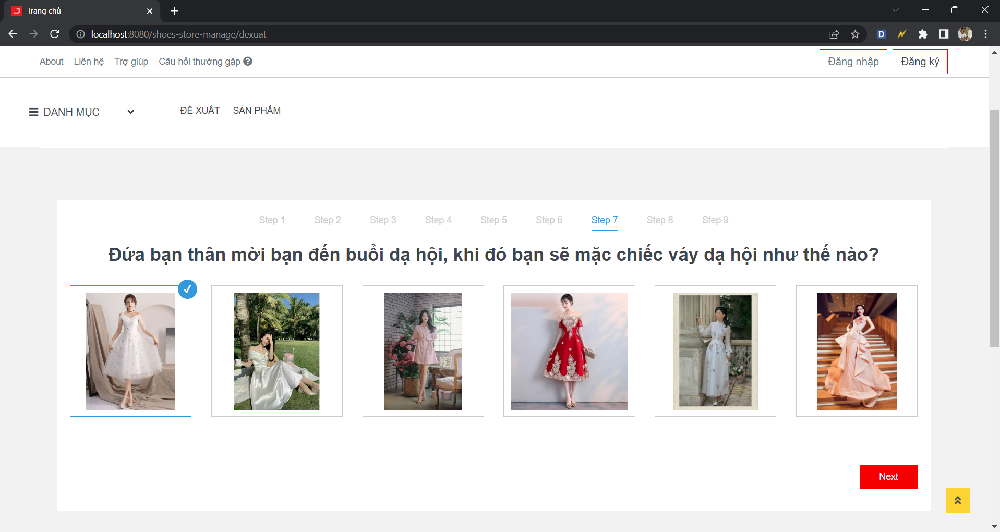 Trang chủ
localhost:8080/shoes-store-manage/dexuat
D
About Liên hệ Trợ giúp Câu hỏi thường gặp ?
Đăng nhập Đăng ký
DANH MỤC ĐỀ XUẤT SẢN PHẨM
Step 1 Step 2 Step 3 Step 4 Step 5 Step 6 Step 7 Step 8 Step 9
Đứa bạn thân mời bạn đến buổi dạ hội, khi đó bạn sẽ mặc chiếc váy dạ hội như thế nào?
Next